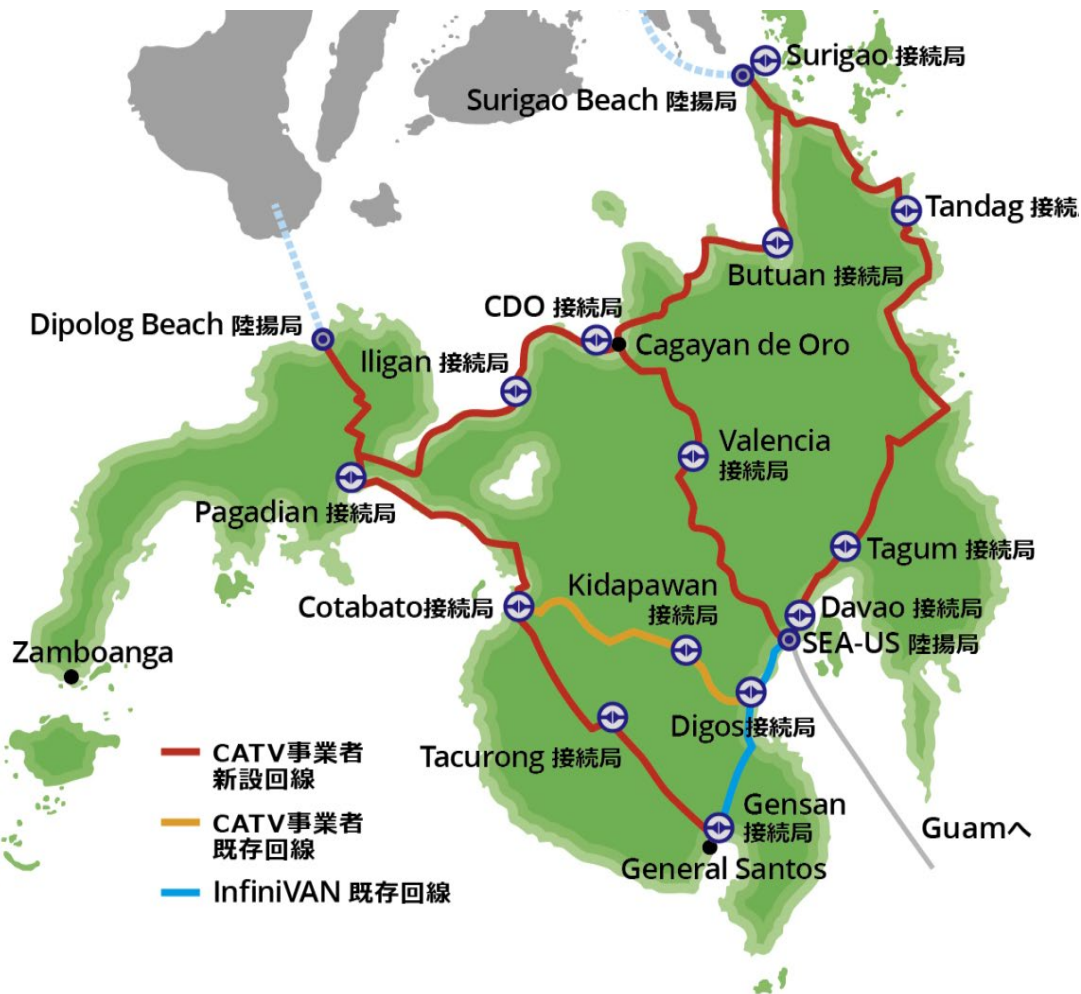 Surigao 接続局
Surigao Beach 陸揚局
Tandag 接続
Butuan 接続局
CDO 接続局
Dipolog Beach 陸揚局
Cagayan de Oro
Iligan 接続局
Valencia
接続局
Pagadian 接続局
Tagum 接続局
Kidapawan
接続局
Cotabato接続局
Davao 接続局
SEA-US 陸揚局
Zamboanga
Digos接続局
Tacurong 接続局
CATV事業者
新設回線
Gensan
接続局
CATV事業者
既存回線
Guamへ
General Santos
InfiniVAN 既存回線